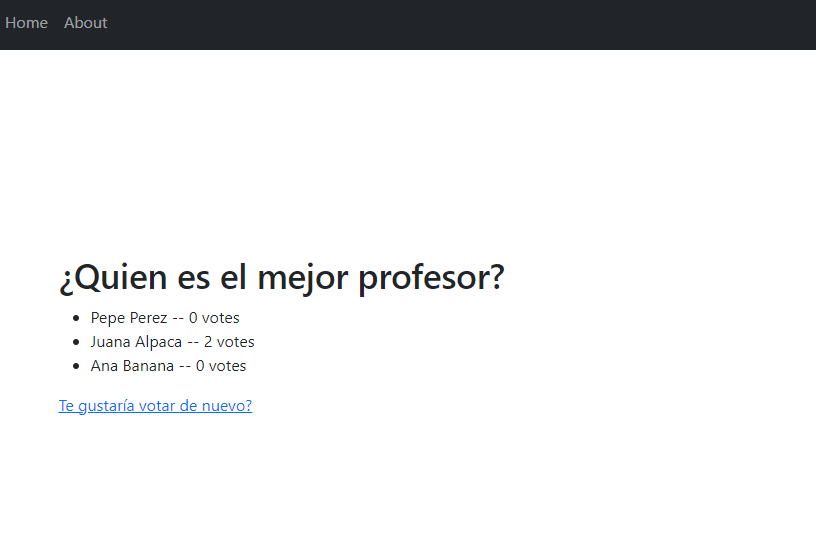 Home About
¿Quien es el mejor profesor?
Pepe Perez -- 0 votes
Juana Alpaca -- 2 votes
Ana Banana -- 0 votes
Te gustaría votar de nuevo?